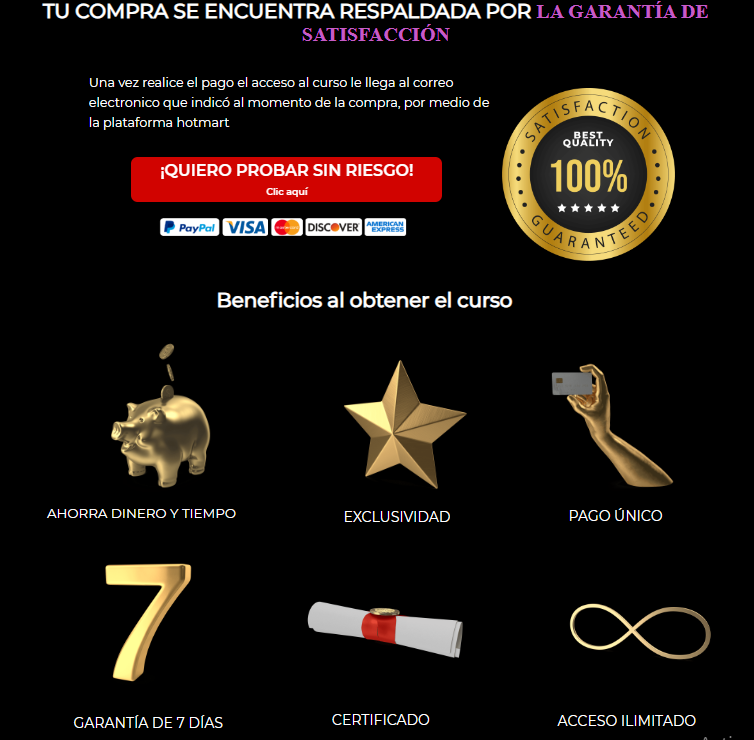 TU COMPRA SE ENCUENTRA RESPALDADA POR LA GARANTÍA DE
SATISFACCIÓN
Una vez realice el pago el acceso al curso le llega al correo
electronico que indicó al momento de la compra, por medio de
la plataforma hotmart
¡QUIERO PROBAR SIN RIESGO!
Clic aquí
PayPal VISA DISCOVER AMERICAN EXPRESS
SATISFACTION
BEST
QUALITY
100%
GUARANTEED
Beneficios al obtener el curso
AHORRA DINERO Y TIEMPO
EXCLUSIVIDAD
PAGO ÚNICO
7
GARANTÍA DE 7 DÍAS
CERTIFICADO
ACCESO ILIMITADO